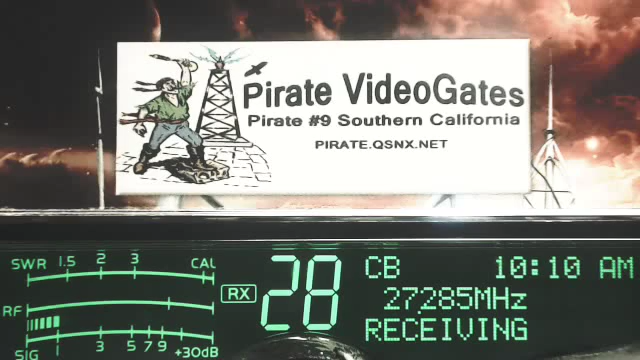 Pirate VideoGates
Pirate #9 Southern California
PIRATE.QSNX.NET
SWR 1.5 2 3 CAL
RX 28 CB 10:10 AM
RF 27285MHz
RECEIVING
SIG 1 3 5 7 9 +30dB